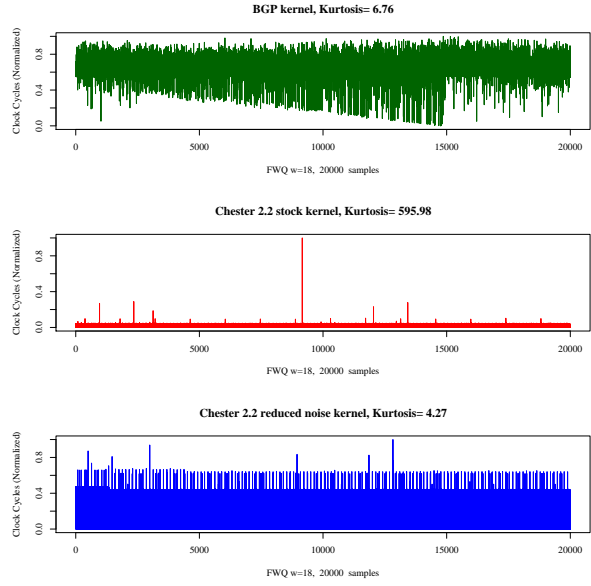 BGP kernel, Kurtosis= 6.76
Clock Cycles (Normalized)
0.8
0.4
0.0
0 5000 10000 15000 20000
FWQ w=18, 20000 samples
Chester 2.2 stock kernel, Kurtosis= 595.98
Clock Cycles (Normalized)
0.8
0.4
0.0
0 5000 10000 15000 20000
FWQ w=18, 20000 samples
Chester 2.2 reduced noise kernel, Kurtosis= 4.27
Clock Cycles (Normalized)
0.8
0.4
0.0
0 5000 10000 15000 20000
FWQ w=18, 20000 samples